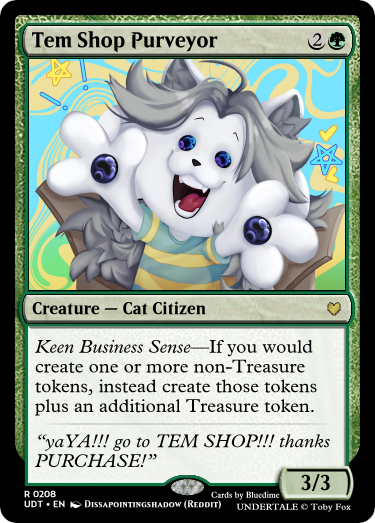 Tem Shop Purveyor 2
Creature — Cat Citizen
Keen Business Sense—If you would
create one or more non-Treasure
tokens, instead create those tokens
plus an additional Treasure token.
“yaYA!!! go to TEM SHOP!!! thanks
PURCHASE!”
3/3
R 0208
Cards by Bluedime
UDT • EN Dissapointingshadow (Reddit)
UNDERTALE © Toby Fox